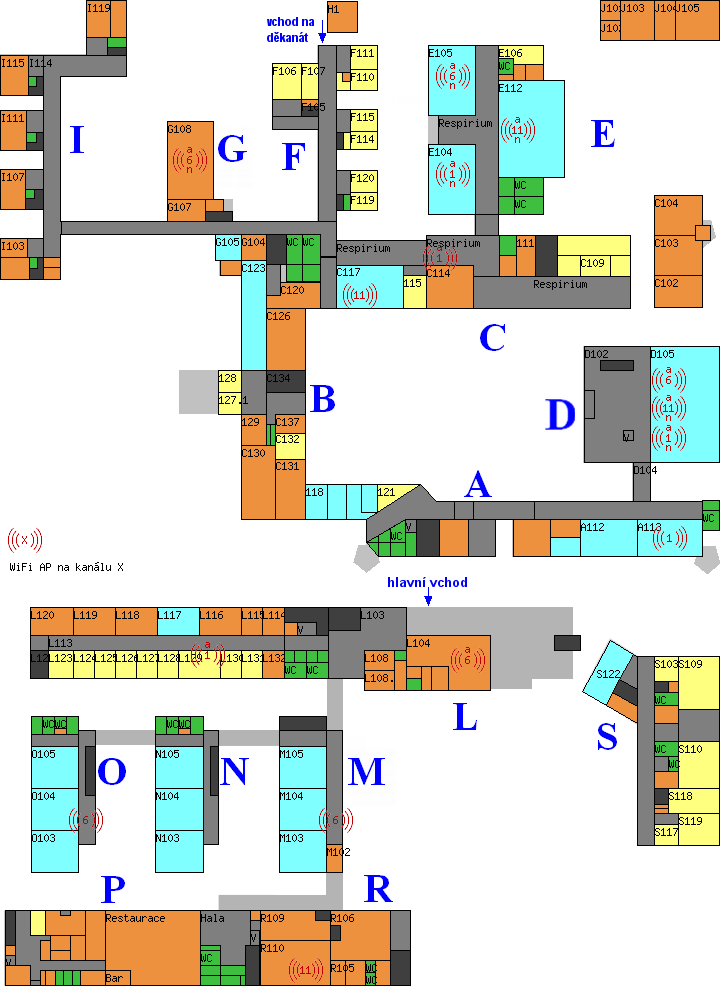 I119
H1
J101
J103
J104
J105
J102
vchod na
děkanát
I115
I114
F106
F107
F111
F110
E105
a
6
n
E106
WC
E112
a
11
n
F105
I111
I
G108
a
6
n
G
F
F115
F114
Respirium
E
E104
a
1
n
I107
G107
F120
F119
WC
WC
C104
I103
G105
G104
WC
WC
Respirium
Respirium
1
111
C103
C123
C117
11
115
C114
C109
C102
C120
Respirium
C126
C
128
127.1
C134
B
D102
D105
a
6
n
a
11
n
a
1
n
D
V
129
C137
C132
C130
C131
D104
118
121
A
WC
WC
V
WC
A112
A113
1
x
WiFi AP na kanálu X
hlavní vchod
L120
L119
L118
L117
L116
L115
L114
V
L103
L113
a
1
n
L104
a
6
n
L12
L123
L124
L125
L126
L127
L128
L129
L130
L131
L132
WC
WC
L108
L108.
L
S122
S
S103
S109
WC
WC
S110
WC
S118
S119
S117
WC
WC
WC
WC
O105
O
N105
N
M105
M
O104
N104
M104
6
6
O103
N103
M103
M102
P
R
Restaurace
Hala
R109
R106
V
V
R110
11
WC
Bar
R105
WC
WC